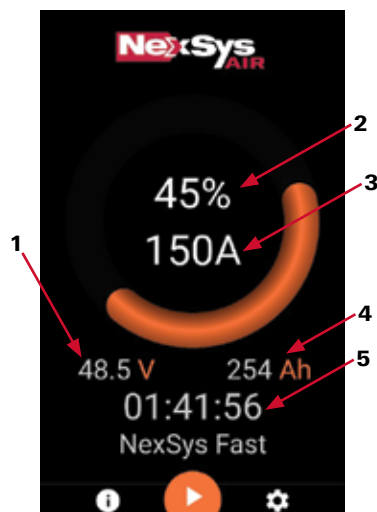 NexSys
AIR
2
45%
3
150A
1
4
48.5 V
254 Ah
5
01:41:56
NexSys Fast
i